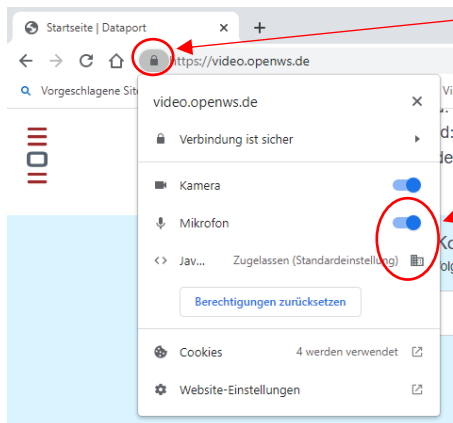 Startseite | Dataport
https://video.openws.de
Vorgeschlagene Sit
video.openws.de
Verbindung ist sicher
Kamera
Mikrofon
Jav... Zugelassen (Standardeinstellung)
Berechtigungen zurücksetzen
Cookies 4 werden verwendet
Website-Einstellungen